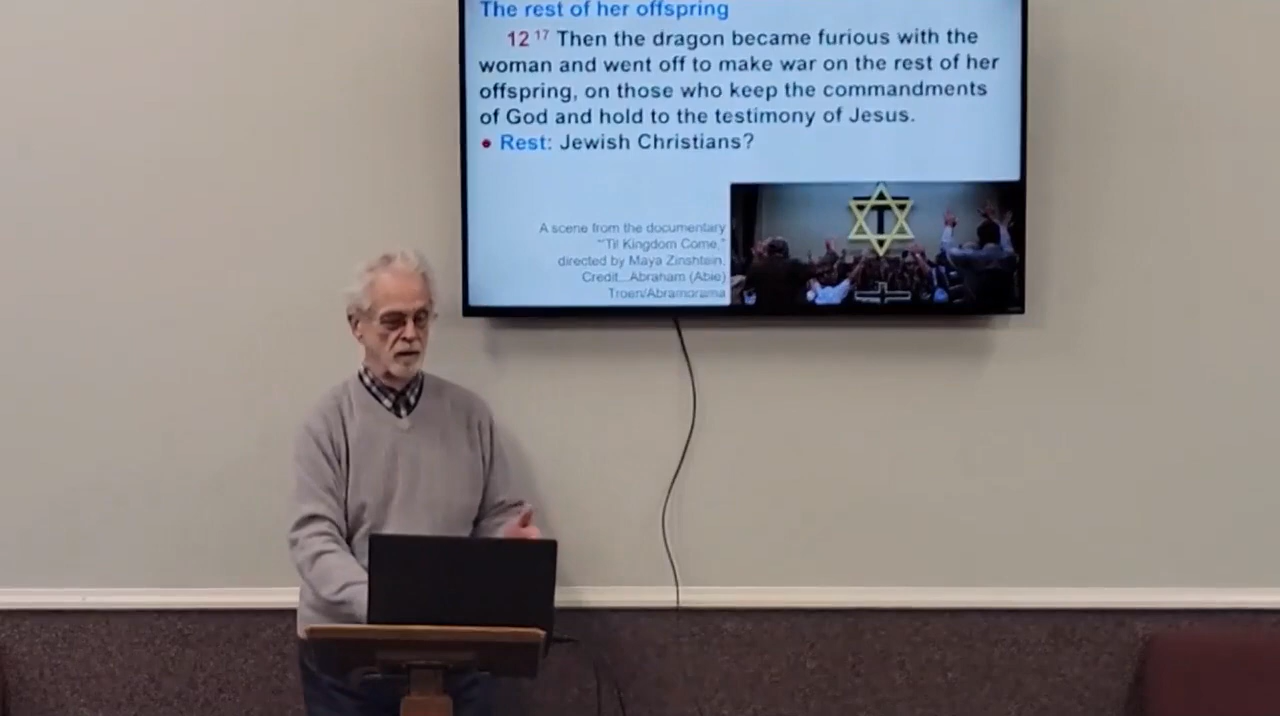 The rest of her offspring
12 17 Then the dragon became furious with the
woman and went off to make war on the rest of her
offspring, on those who keep the commandments
of God and hold to the testimony of Jesus.
• Rest: Jewish Christians?
A scene from the documentary
"'Til Kingdom Come,"
directed by Maya Zinshtein.
Credit...Abraham (Abie)
Troen/Abramorama